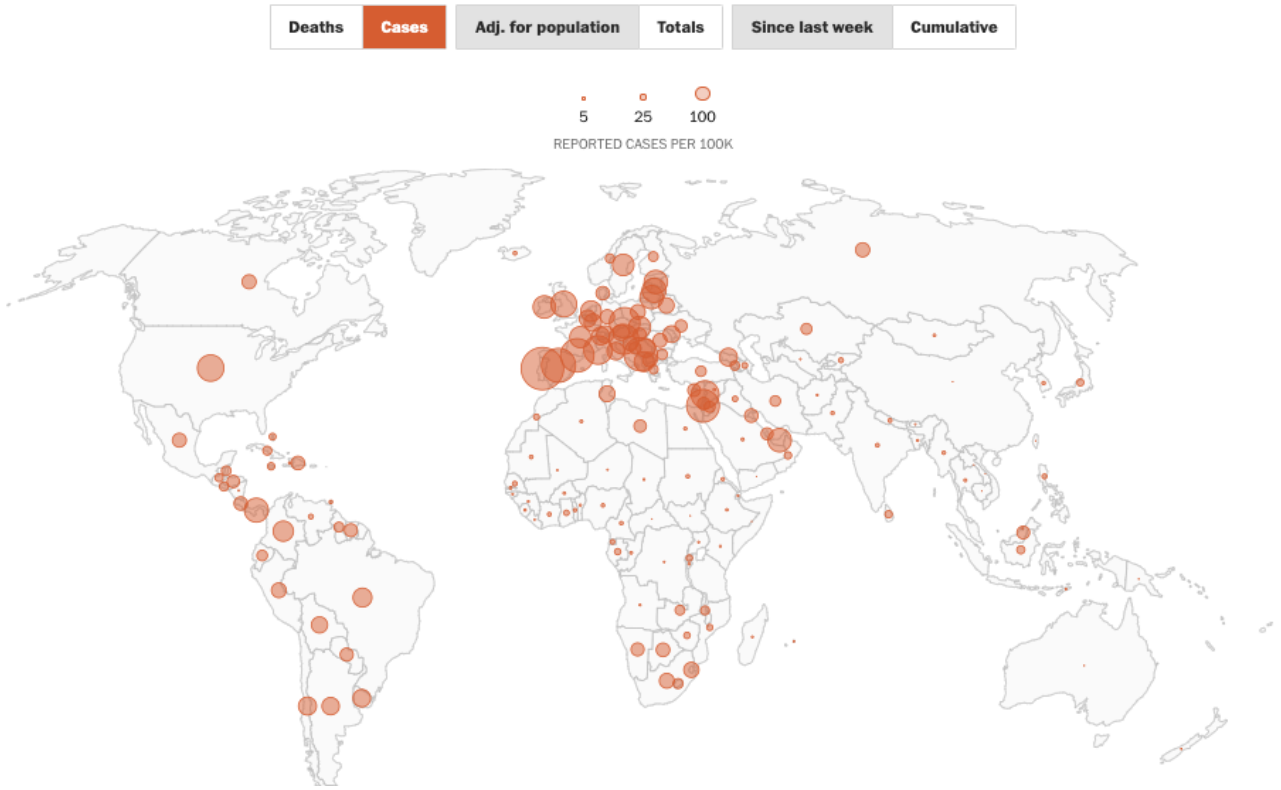 Deaths Cases Adj. for population Totals Since last week Cumulative
5 25 100
REPORTED CASES PER 100K